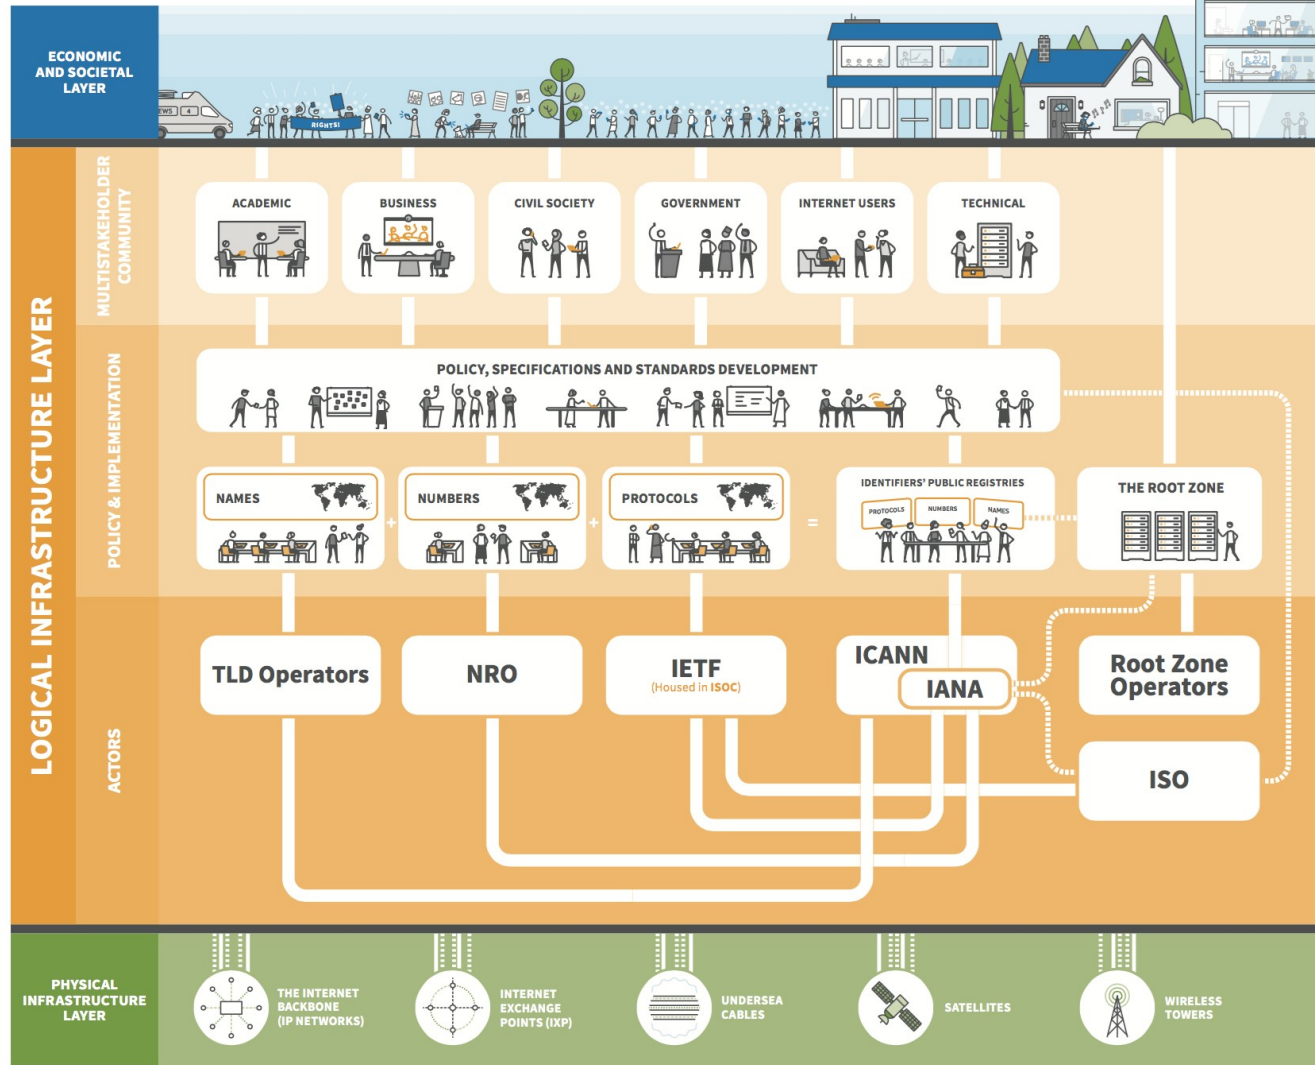 ECONOMIC
AND SOCIETAL
LAYER
EWS
4
RIGHTS!
LOGICAL INFRASTRUCTURE LAYER
MULTISTAKEHOLDER
COMMUNITY
ACADEMIC
BUSINESS
CIVIL SOCIETY
GOVERNMENT
INTERNET USERS
TECHNICAL
POLICY & IMPLEMENTATION
POLICY, SPECIFICATIONS AND STANDARDS DEVELOPMENT
NAMES
+
NUMBERS
+
PROTOCOLS
=
IDENTIFIERS' PUBLIC REGISTRIES
PROTOCOLS
NUMBERS
NAMES
THE ROOT ZONE
ACTORS
TLD Operators
NRO
IETF
(Housed in ISOC)
ICANN
IANA
Root Zone
Operators
ISO
PHYSICAL
INFRASTRUCTURE
LAYER
THE INTERNET
BACKBONE
(IP NETWORKS)
INTERNET
EXCHANGE
POINTS (IXP)
UNDERSEA
CABLES
SATELLITES
WIRELESS
TOWERS